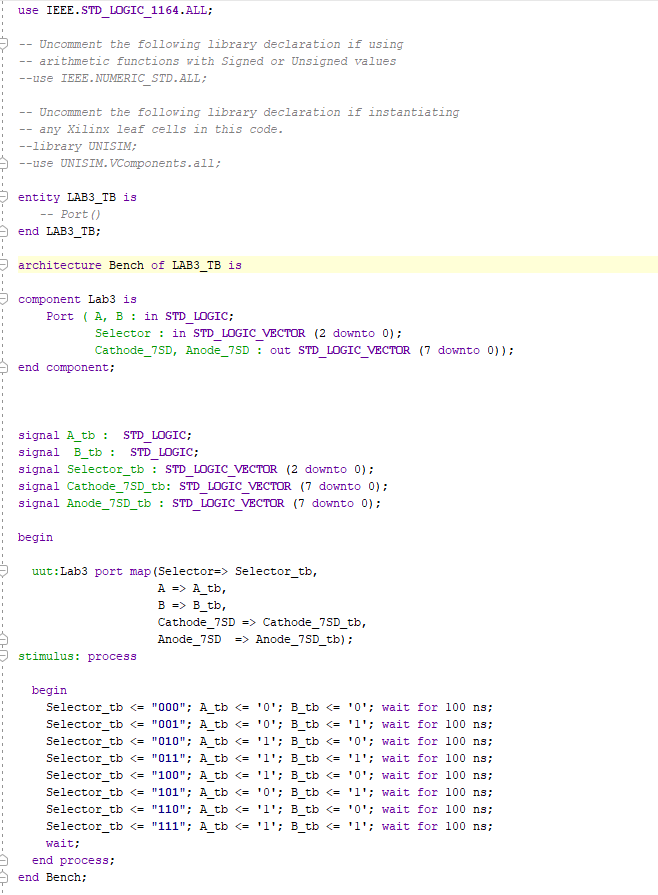 use IEEE.STD_LOGIC_1164.ALL;
-- Uncomment the following library declaration if using
-- arithmetic functions with Signed or Unsigned values
--use IEEE.NUMERIC_STD.ALL;
-- Uncomment the following library declaration if instantiating
-- any Xilinx leaf cells in this code.
--library UNISIM;
--use UNISIM.VComponents.all;
entity LAB3_TB is
-- Port()
end LAB3_TB;
architecture Bench of LAB3_TB is
component Lab3 is
Port ( A, B : in STD_LOGIC;
Selector : in STD_LOGIC_VECTOR (2 downto 0);
Cathode_7SD, Anode_7SD : out STD_LOGIC_VECTOR (7 downto 0));
end component;
signal A_tb :  STD_LOGIC;
signal  B_tb :  STD_LOGIC;
signal Selector_tb : STD_LOGIC_VECTOR (2 downto 0);
signal Cathode_7SD_tb: STD_LOGIC_VECTOR (7 downto 0);
signal Anode_7SD_tb : STD_LOGIC_VECTOR (7 downto 0);
begin
uut:Lab3 port map(Selector=> Selector_tb,
A => A_tb,
B => B_tb,
Cathode_7SD => Cathode_7SD_tb,
Anode_7SD  => Anode_7SD_tb);
stimulus: process
begin
Selector_tb <= "000"; A_tb <= '0'; B_tb <= '0'; wait for 100 ns;
Selector_tb <= "001"; A_tb <= '0'; B_tb <= '1'; wait for 100 ns;
Selector_tb <= "010"; A_tb <= '1'; B_tb <= '0'; wait for 100 ns;
Selector_tb <= "011"; A_tb <= '1'; B_tb <= '1'; wait for 100 ns;
Selector_tb <= "100"; A_tb <= '1'; B_tb <= '0'; wait for 100 ns;
Selector_tb <= "101"; A_tb <= '0'; B_tb <= '1'; wait for 100 ns;
Selector_tb <= "110"; A_tb <= '1'; B_tb <= '0'; wait for 100 ns;
Selector_tb <= "111"; A_tb <= '1'; B_tb <= '1'; wait for 100 ns;
wait;
end process;
end Bench;